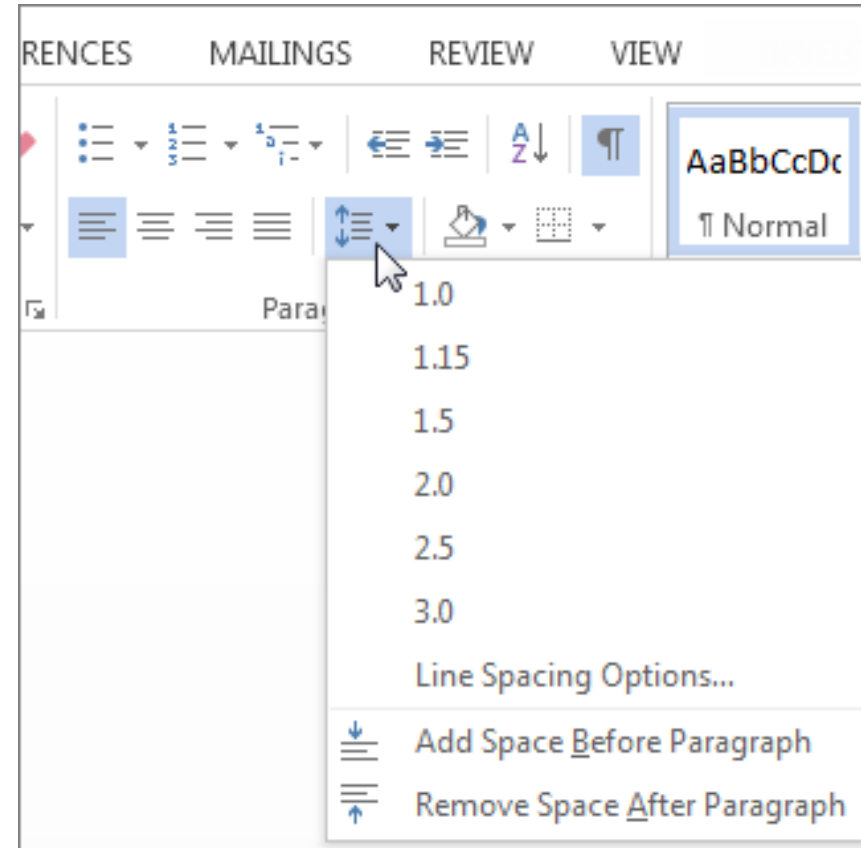 RENCES MAILINGS REVIEW VIEW
AaBbCcDc
¶ Normal
Para
1.0
1.15
1.5
2.0
2.5
3.0
Line Spacing Options...
Add Space Before Paragraph
Remove Space After Paragraph